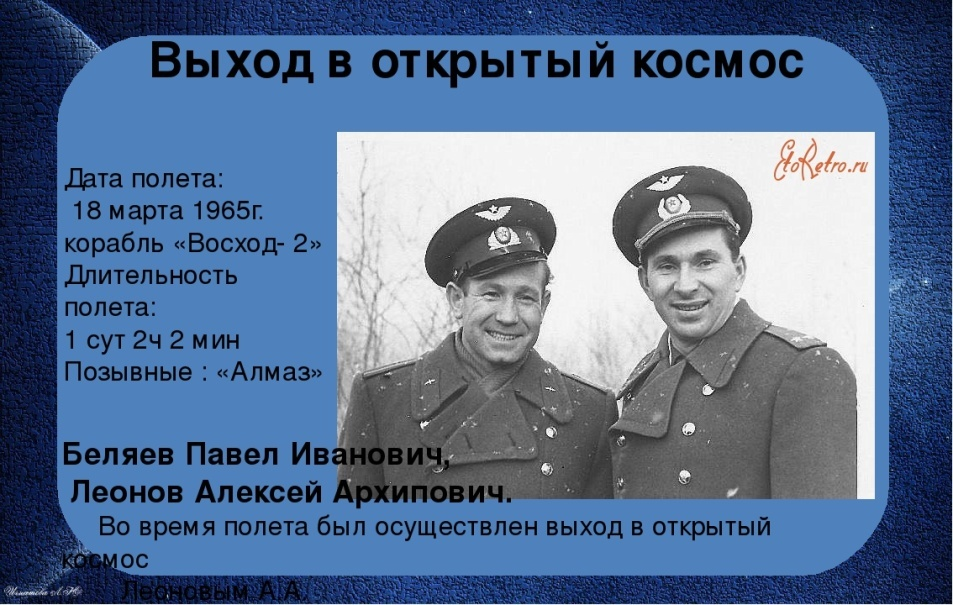 Выход в открытый космос
EtoRetro.ru
Дата полета:
18 марта 1965г.
корабль «Восход- 2»
Длительность
полета:
1 сут 2ч 2 мин
Позывные : «Алмаз»
Беляев Павел Иванович,
Леонов Алексей Архипович.
Во время полета был осуществлен выход в открытый
космос
Леоновым А.А.